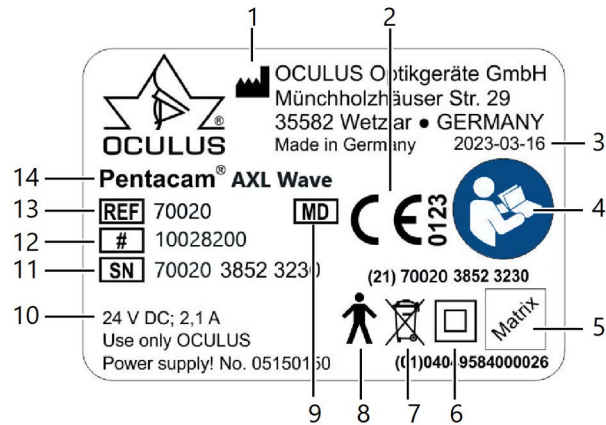 1
2
OCULUS Optikgeräte GmbH
Münchholzhäuser Str. 29
35582 Wetzlar ● GERMANY
Made in Germany 2023-03-16
3
®
OCULUS
14
Pentacam® AXL Wave
13
REF 70020
MD
CE 0123
4
12
# 10028200
11
SN 70020 3852 3230
(21) 70020 3852 3230
10
24 V DC; 2,1 A
Use only OCULUS
Power supply! No. 05150150
Matrix
5
(01)04049584000026
9
8
7
6